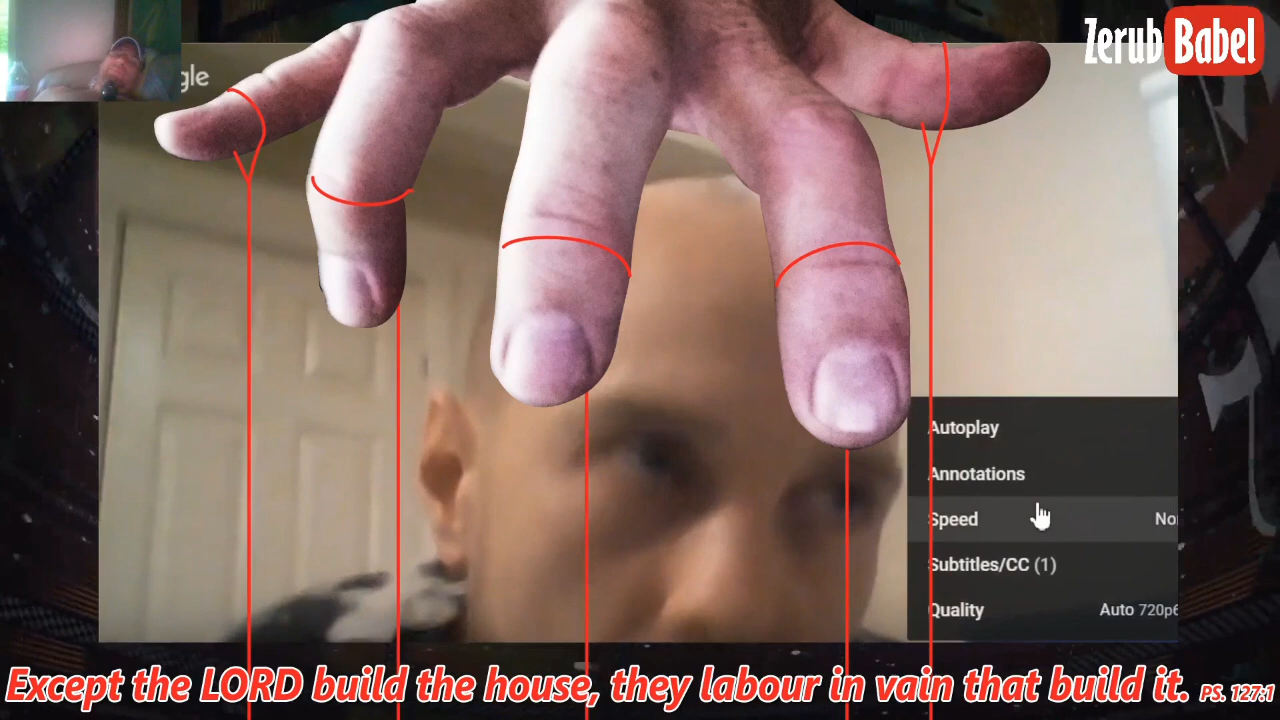 Zerub Babel
gle
Autoplay
Annotations
Speed No
Subtitles/CC (1)
Quality Auto 720p6
Except the LORD build the house, they labour in vain that build it. PS. 127:1